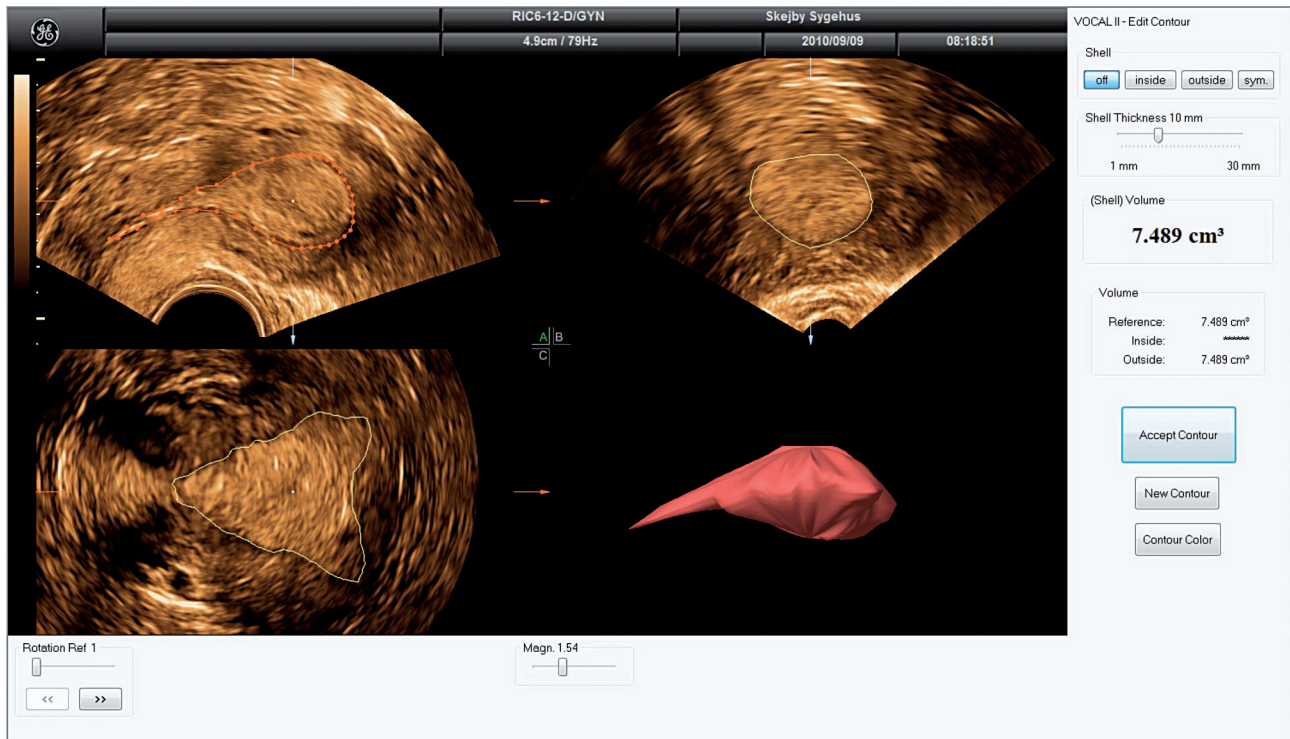 RIC6-12-D/GYN Skejby Sygehus
4.9cm / 79Hz 2010/09/09 08:18:51
VOCAL II - Edit Contour
Shell
off inside outside sym.
Shell Thickness 10 mm
1 mm 30 mm
(Shell) Volume
7.489 cm³
Volume
Reference: 7.489 cm³
Inside: ******
Outside: 7.489 cm³
A B
C
Accept Contour
New Contour
Contour Color
Rotation Ref 1
<< >>
Magn. 1.54